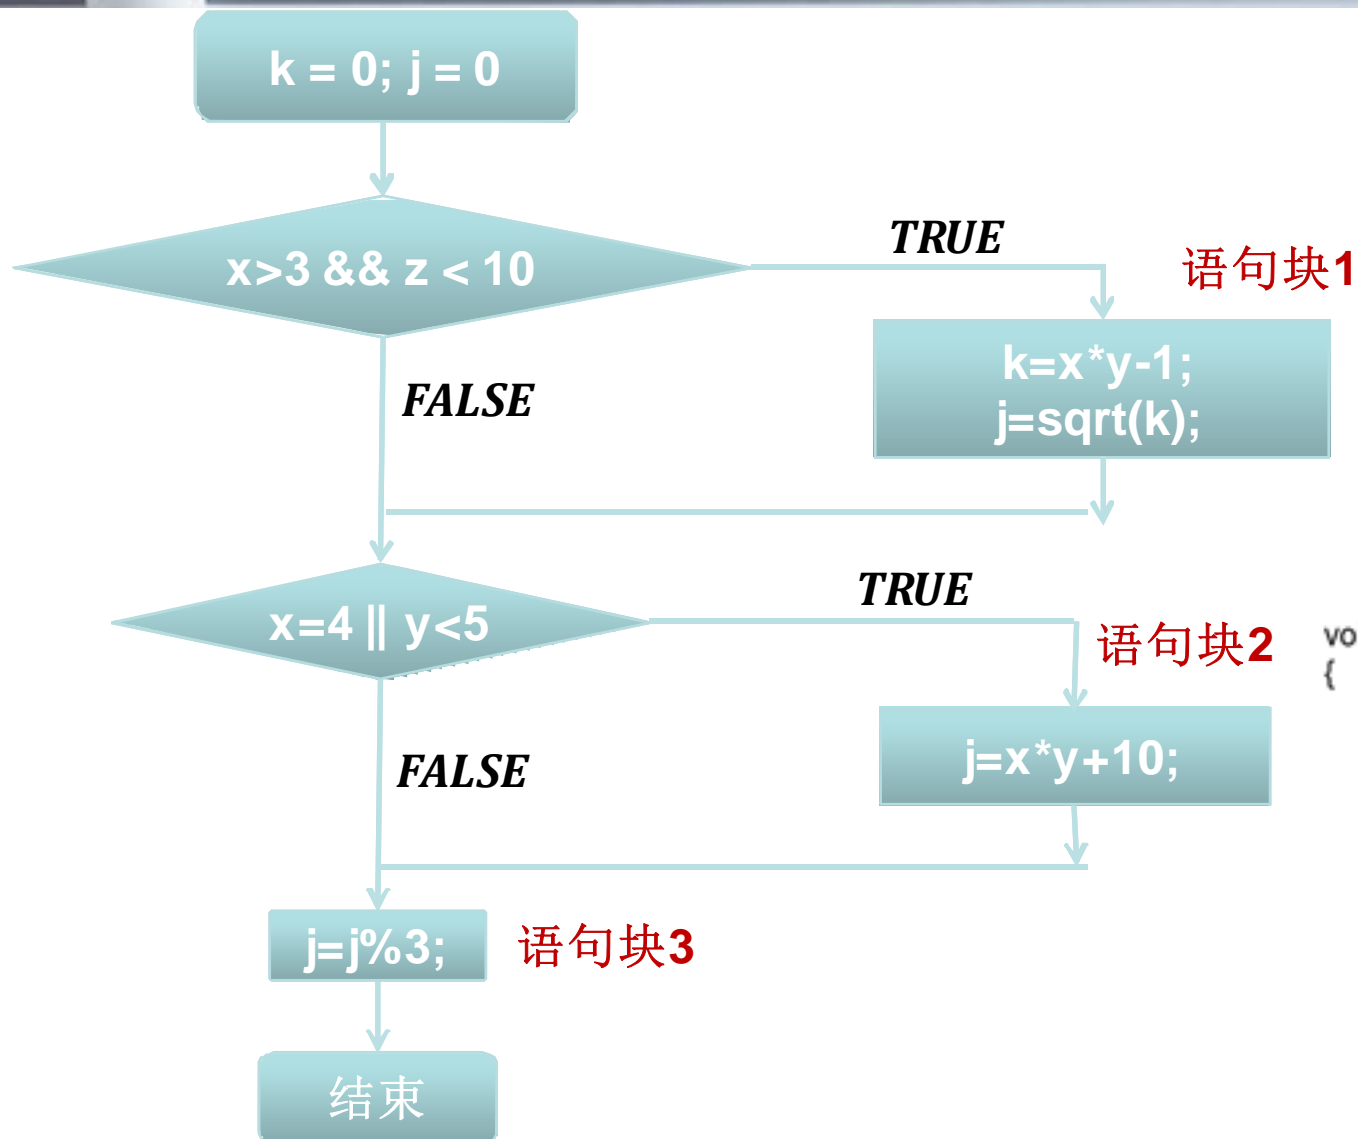 k = 0; j = 0
x>3 && z < 10
TRUE
语句块1
k=x*y-1;
j=sqrt(k);
FALSE
x=4 || y<5
TRUE
语句块2
vo
{
j=x*y+10;
FALSE
j=j%3;
语句块3
结束